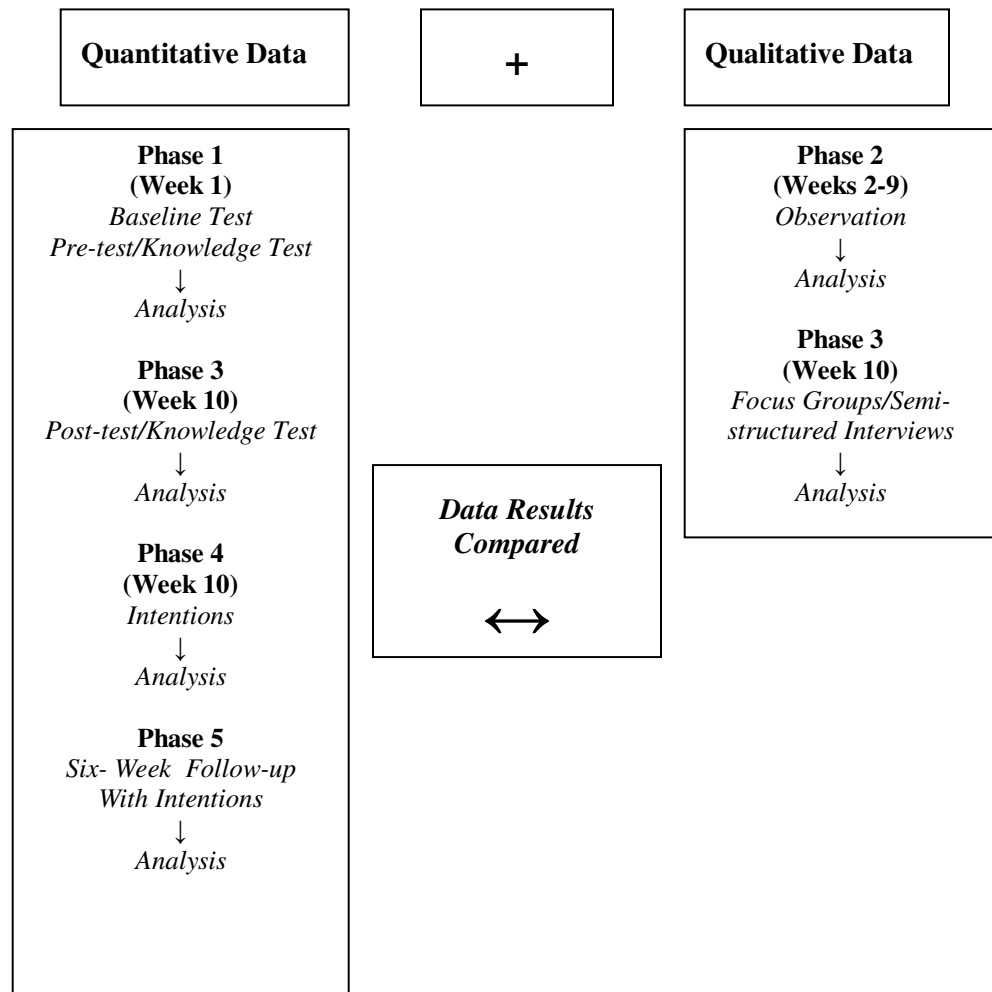 Quantitative Data
+
Qualitative Data
Phase 1
(Week 1)
Baseline Test
Pre-test/Knowledge Test
↓
Analysis
Phase 3
(Week 10)
Post-test/Knowledge Test
↓
Analysis
Phase 4
(Week 10)
Intentions
↓
Analysis
Phase 5
Six- Week Follow-up
With Intentions
↓
Analysis
Data Results
Compared
↔
Phase 2
(Weeks 2-9)
Observation
↓
Analysis
Phase 3
(Week 10)
Focus Groups/Semi-
structured Interviews
↓
Analysis